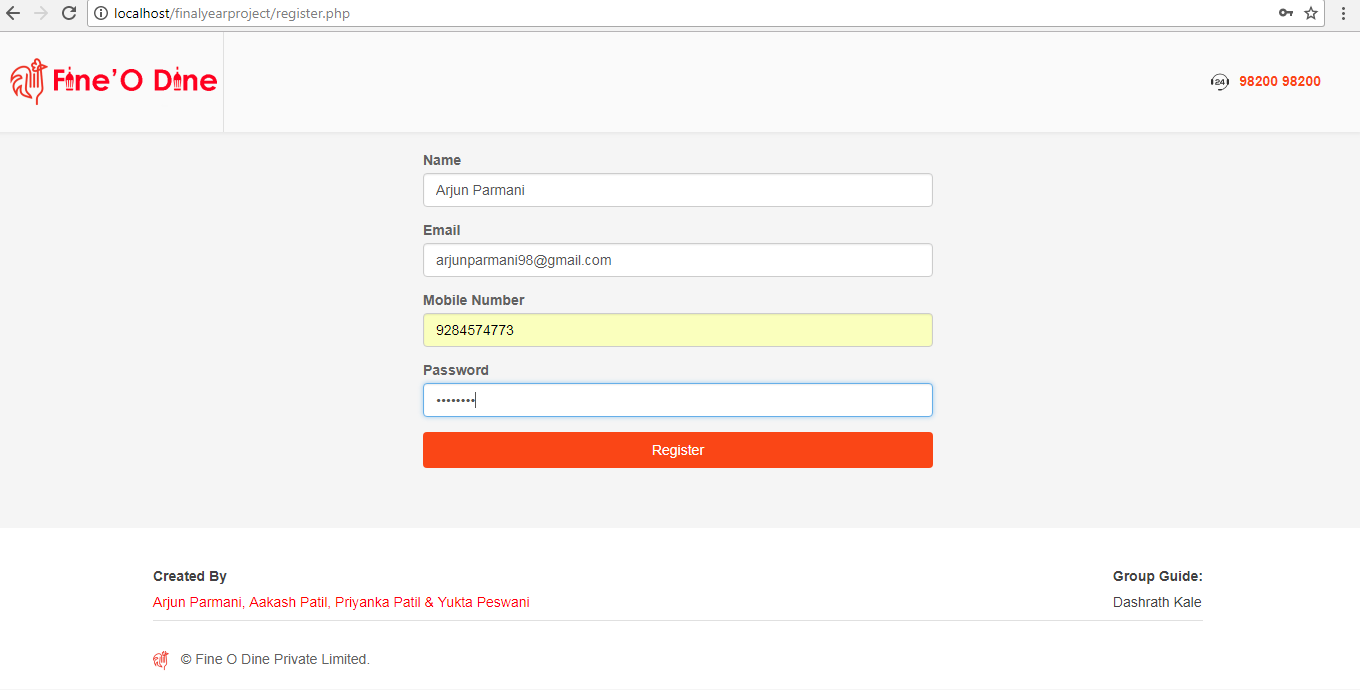 localhost/finalyearproject/register.php
Fine'O Dine
24 98200 98200
Name
Arjun Parmani
Email
arjunparmani98@gmail.com
Mobile Number
9284574773
Password
••••••••
Register
Created By Group Guide:
Arjun Parmani, Aakash Patil, Priyanka Patil & Yukta Peswani Dashrath Kale
© Fine O Dine Private Limited.